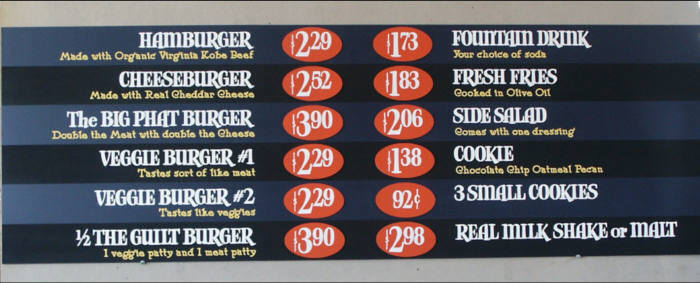 HAMBURGER $2.29 $1.73 FOUNTAIN DRINK
Made with Organic Virginia Kobe Beef Your choice of soda
CHEESEBURGER $2.52 $1.83 FRESH FRIES
Made with Real Cheddar Cheese Cooked in Olive Oil
The BIG PHAT BURGER $3.90 $2.06 SIDE SALAD
Double the Meat with double the Cheese Comes with one dressing
VEGGIE BURGER #1 $2.29 $1.38 COOKIE
Tastes sort of like meat Chocolate Chip Oatmeal Pecan
VEGGIE BURGER #2 $2.29 92¢ 3 SMALL COOKIES
Tastes like veggies
½ THE GUILT BURGER $3.90 $2.98 REAL MILK SHAKE or MALT
1 veggie patty and 1 meat patty